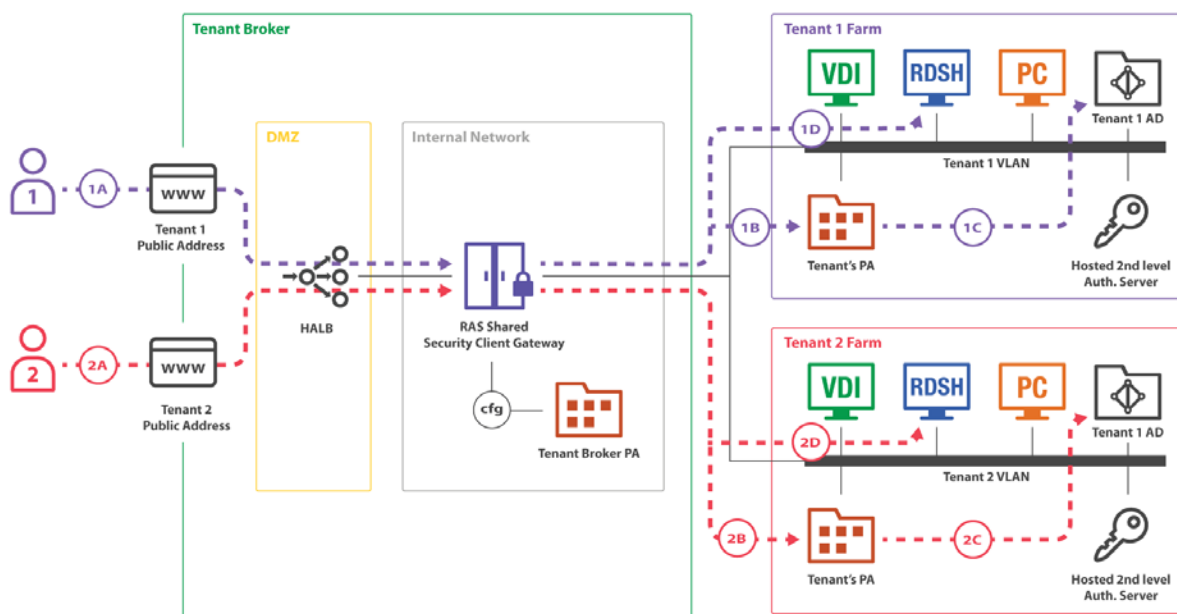 Tenant Broker
DMZ
Internal Network
1
1A
www
Tenant 1
Public Address
2
2A
www
Tenant 2
Public Address
HALB
RAS Shared
Security Client Gateway
cfg
Tenant Broker PA
Tenant 1 Farm
VDI
RDSH
PC
Tenant 1 AD
1D
Tenant 1 VLAN
1B
1C
Tenant's PA
Hosted 2nd level
Auth. Server
Tenant 2 Farm
VDI
RDSH
PC
Tenant 1 AD
2D
Tenant 2 VLAN
2B
2C
Tenant's PA
Hosted 2nd level
Auth. Server